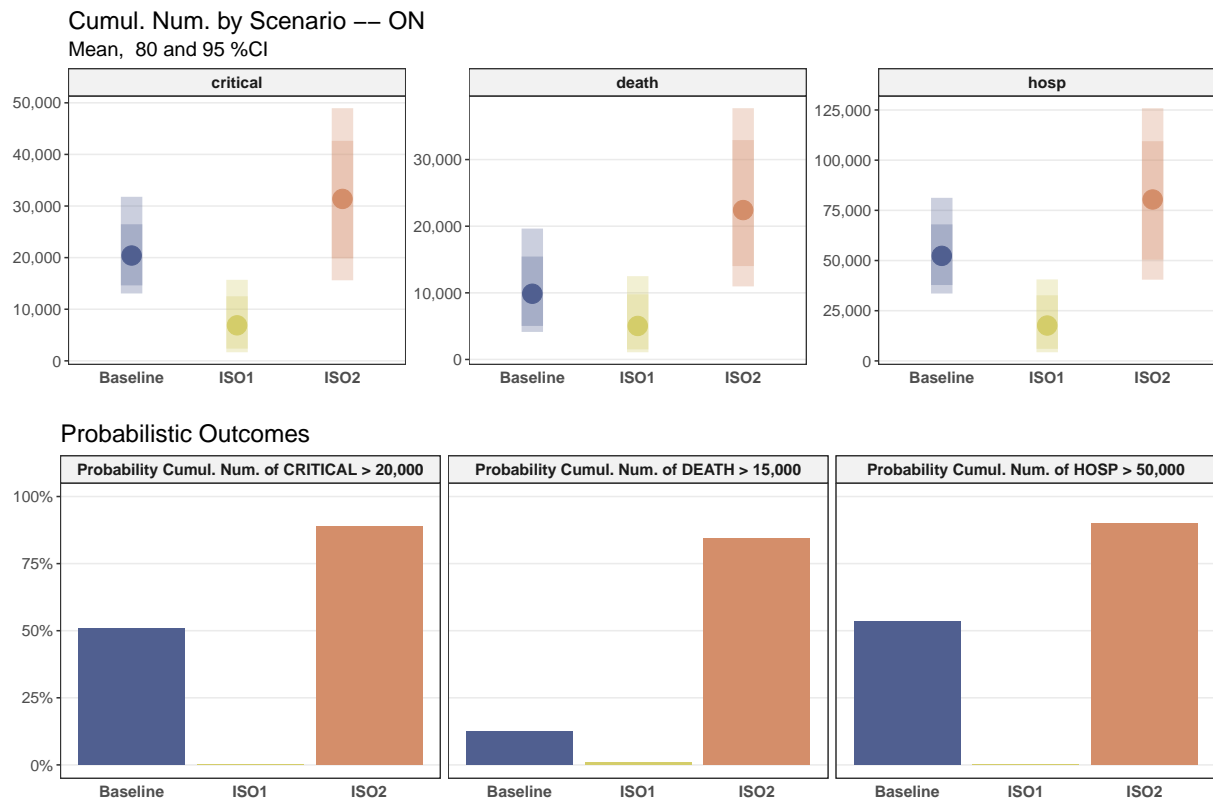 Cumul. Num. by Scenario −− ON
Mean,  80 and 95 %CI
critical
death
hosp
50,000
40,000
30,000
20,000
10,000
0
30,000
20,000
10,000
0
125,000
100,000
75,000
50,000
25,000
0
Baseline ISO1 ISO2
Baseline ISO1 ISO2
Baseline ISO1 ISO2
Probabilistic Outcomes
Probability Cumul. Num. of CRITICAL > 20,000
Probability Cumul. Num. of DEATH > 15,000
Probability Cumul. Num. of HOSP > 50,000
100%
75%
50%
25%
0%
Baseline ISO1 ISO2
Baseline ISO1 ISO2
Baseline ISO1 ISO2